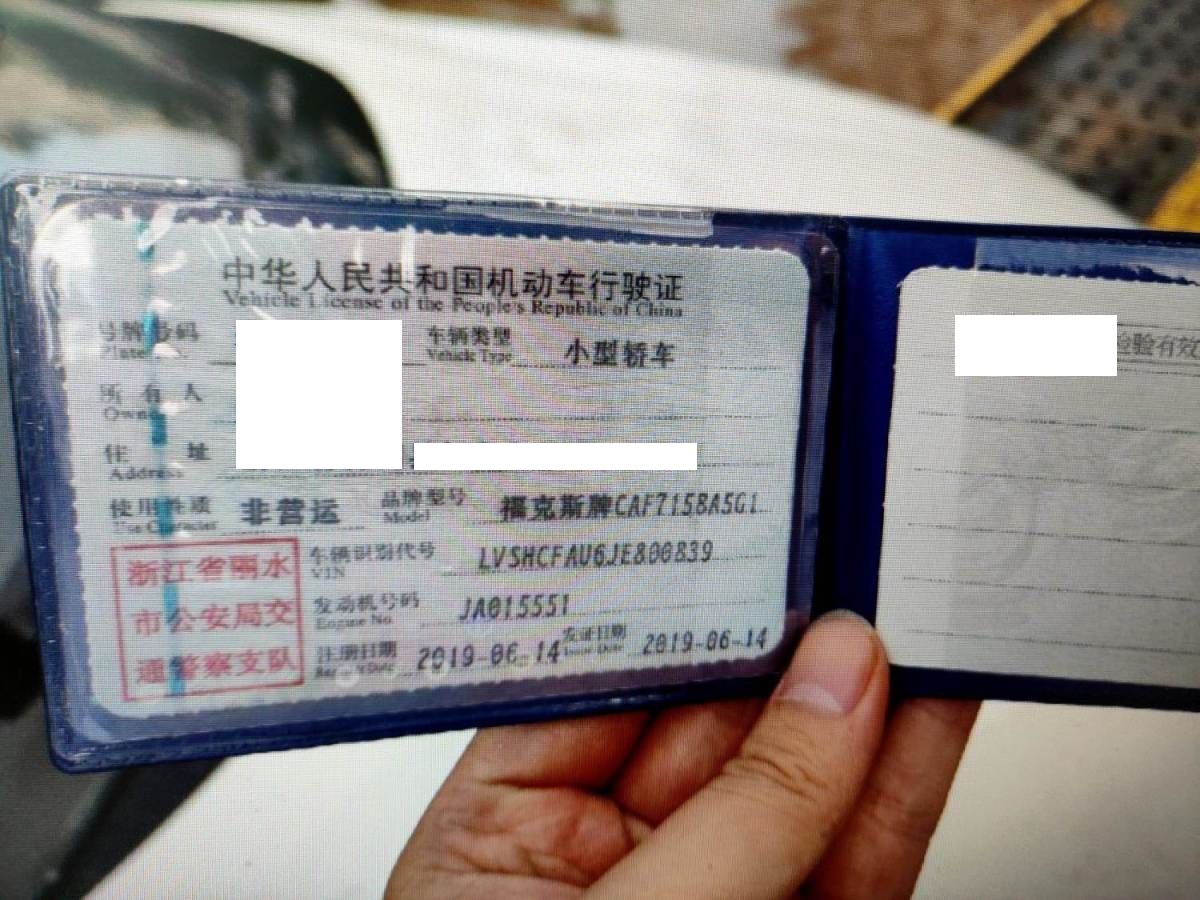 中华人民共和国机动车行驶证
Vehicle License of the People's Republic of China
号牌号码 车辆类型 小型轿车
Plate No. Vehicle Type
所有人
Owner
住址
Address
使用性质 非营运 品牌型号 福克斯牌CAF7158A5G1
Use Character Model
浙江省丽水
市公安局交
通警察支队
车辆识别代号 LVSHCFAU6JE800839
VIN
发动机号码 JA015551
Engine No.
注册日期 2019-06-14 发证日期 2019-06-14
Issue Date
检验有效